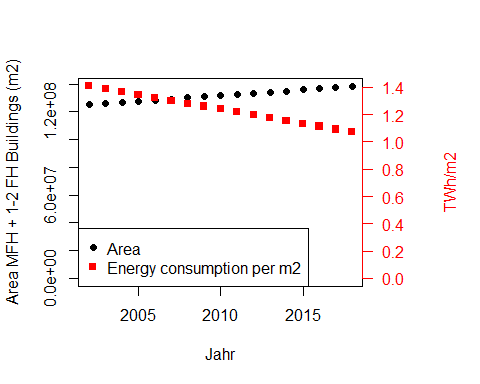 Area MFH + 1-2 FH Buildings (m2)
0.0e+00
6.0e+07
1.2e+08
0.0
0.2
0.4
0.6
0.8
1.0
1.2
1.4
TWh/m2
Area
Energy consumption per m2
2005
2010
2015
Jahr